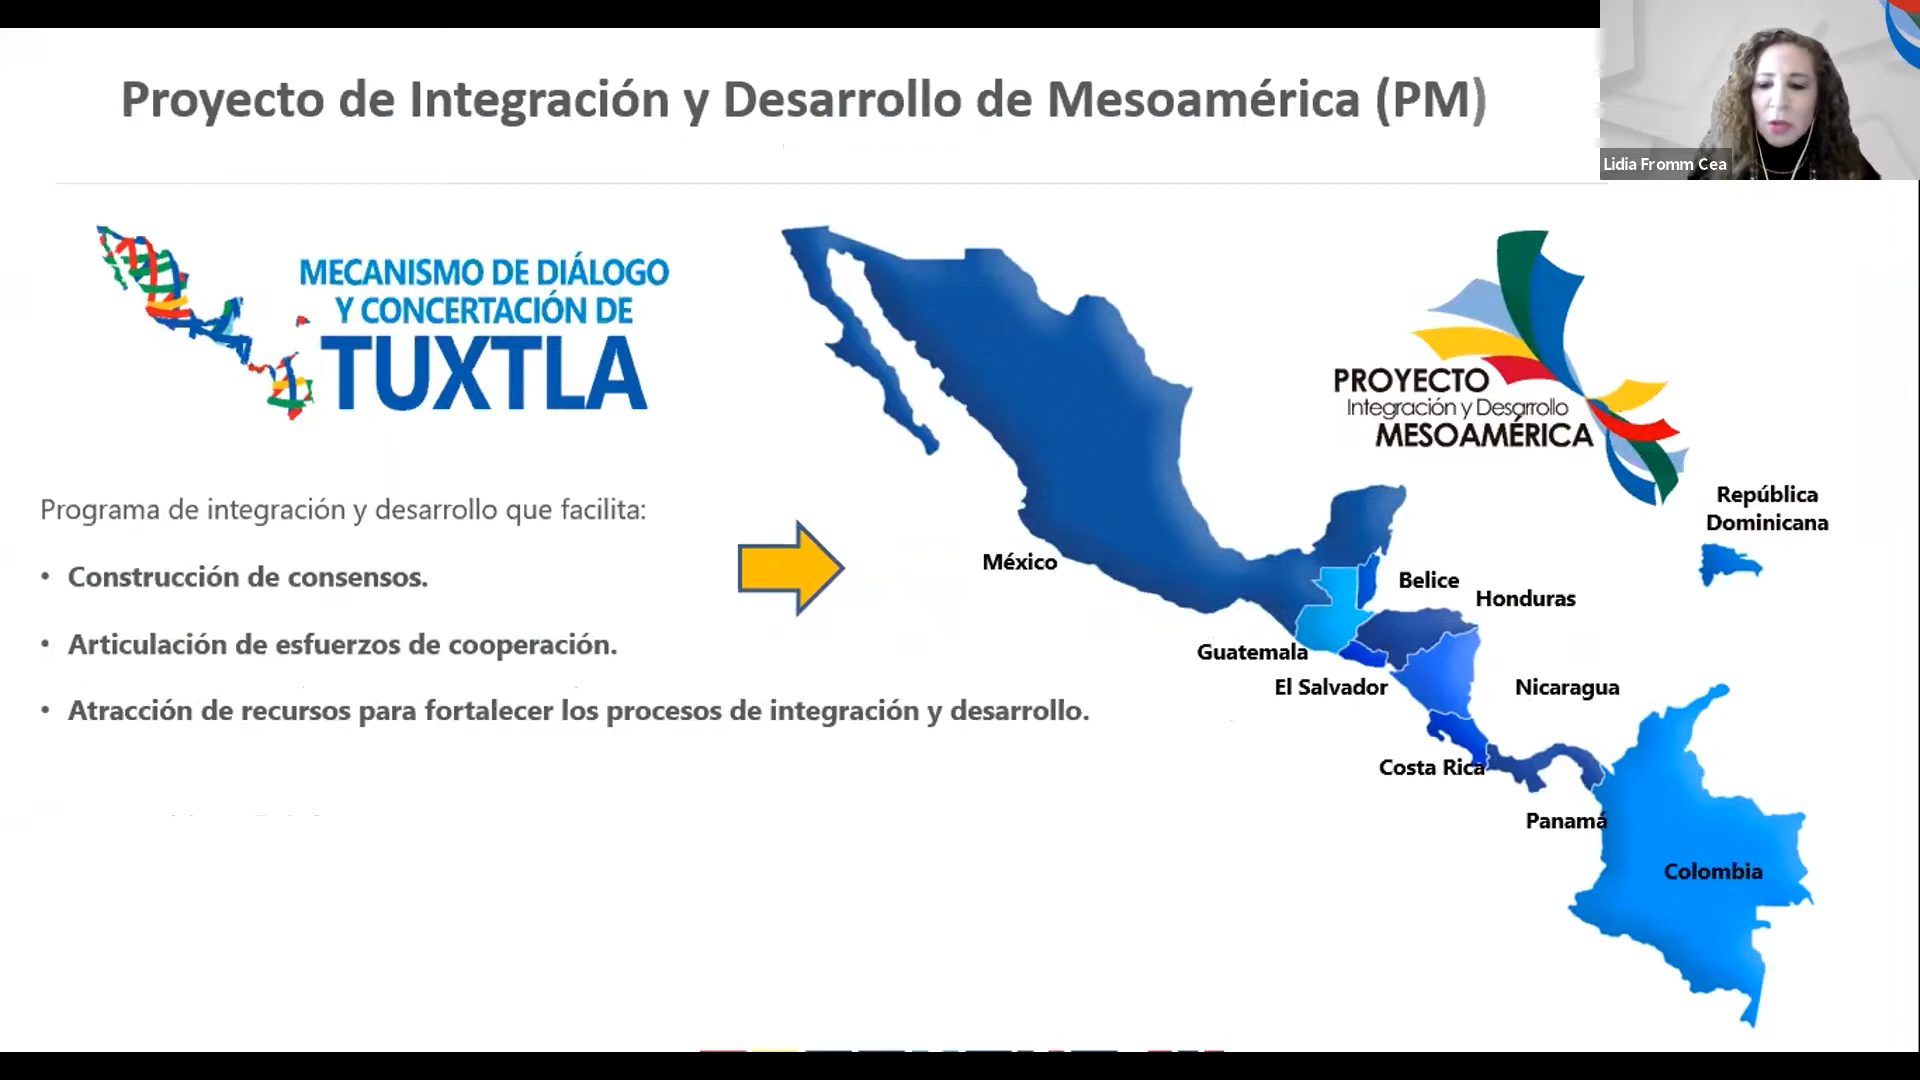 Proyecto de Integración y Desarrollo de Mesoamérica (PM)
Lidia Fromm Cea
MECANISMO DE DIÁLOGO
Y CONCERTACIÓN DE
TUXTLA
PROYECTO
Integración y Desarrollo
MESOAMÉRICA
Programa de integración y desarrollo que facilita:
• Construcción de consensos.
• Articulación de esfuerzos de cooperación.
• Atracción de recursos para fortalecer los procesos de integración y desarrollo.
República
Dominicana
México
Belice
Honduras
Guatemala
El Salvador
Nicaragua
Costa Rica
Panamá
Colombia